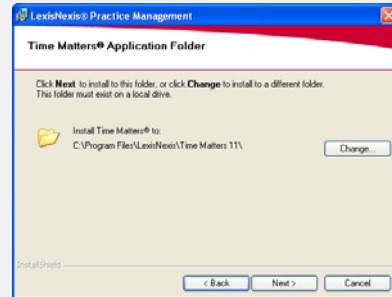 LexisNexis® Practice Management
Time Matters® Application Folder
Click Next to install to this folder, or click Change to install to a different folder.
This folder must exist on a local drive.
Install Time Matters® to:
C:\Program Files\LexisNexis\Time Matters 11\
Change...
InstallShield
< Back
Next >
Cancel